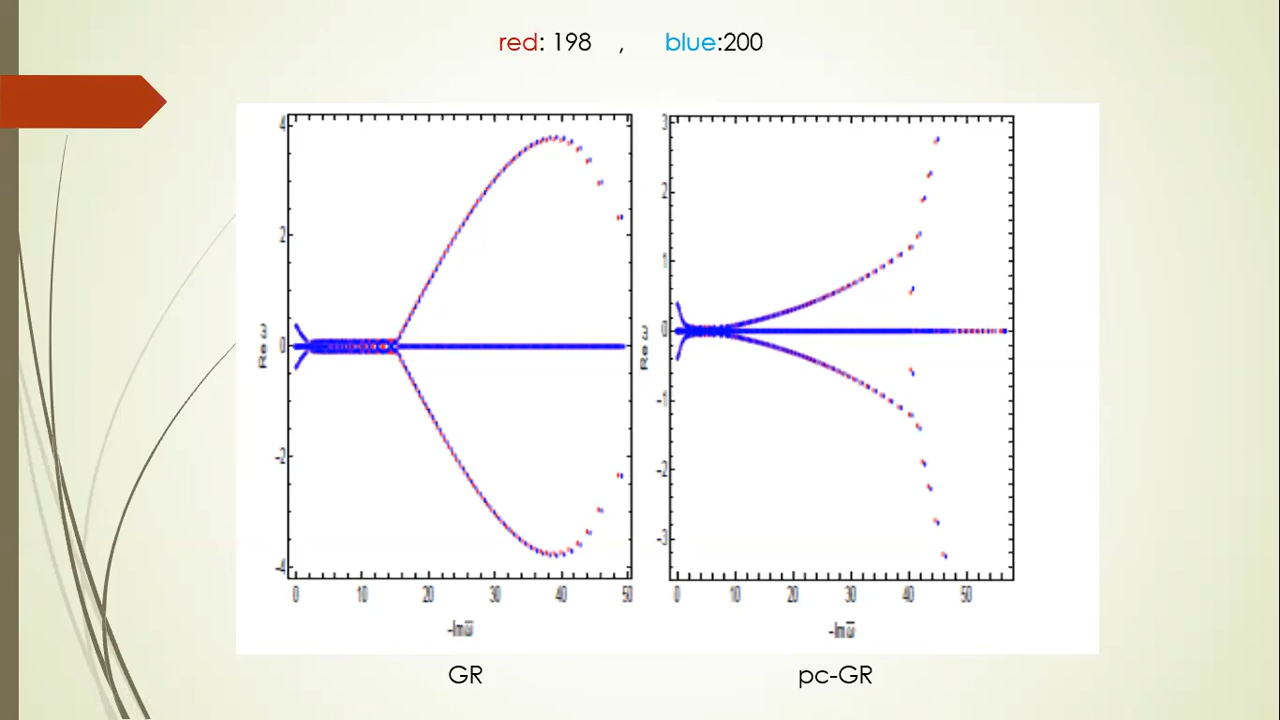 red: 198 , blue:200
4
2
0
-2
-4
Re ω
0 10 20 30 40 50
-Im ω̃
3
2
1
0
-1
-2
-3
Re ω
0 10 20 30 40 50
-Im ω̃
GR
pc-GR